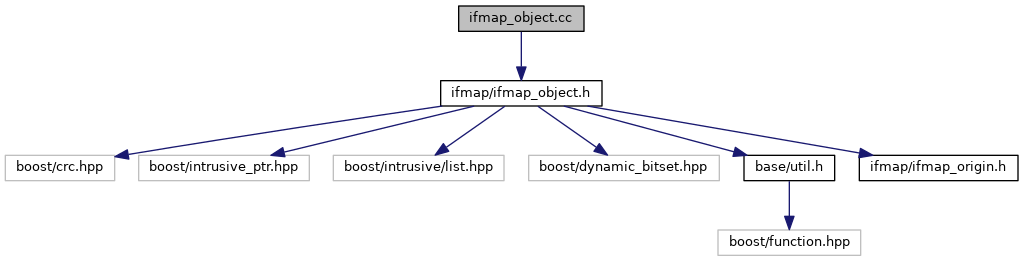 ifmap_object.cc
ifmap/ifmap_object.h
boost/crc.hpp
boost/intrusive_ptr.hpp
boost/intrusive/list.hpp
boost/dynamic_bitset.hpp
base/util.h
ifmap/ifmap_origin.h
boost/function.hpp